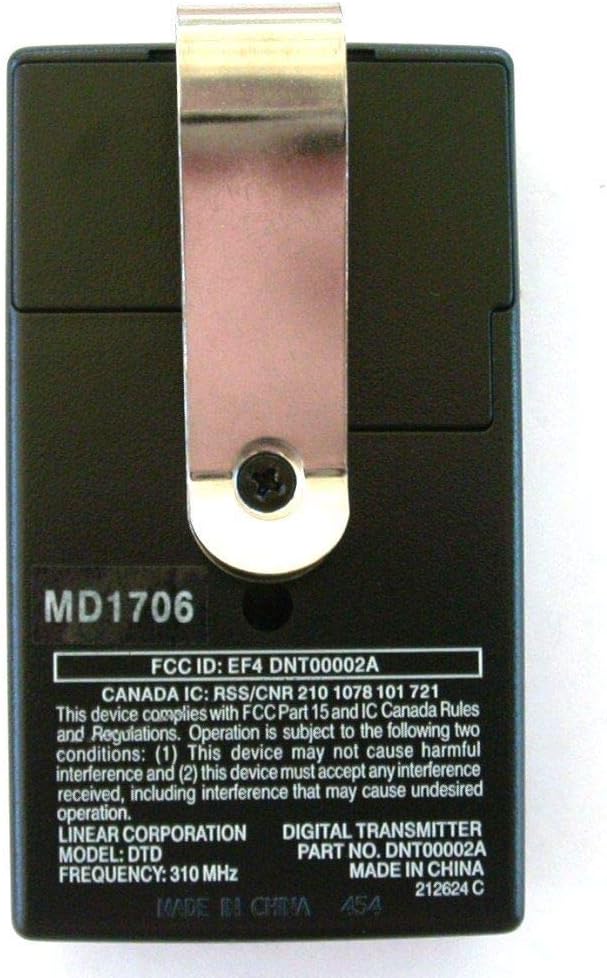 MD1706
FCC ID: EF4 DNT00002A
CANADA IC: RSS/CNR 210 1078 101 721
This device complies with FCC Part 15 and IC Canada Rules
and Regulations. Operation is subject to the following two
conditions: (1) This device may not cause harmful
interference and (2) this device must accept any interference
received, including interference that may cause undesired
operation.
LINEAR CORPORATION DIGITAL TRANSMITTER
MODEL: DTD PART NO. DNT00002A
FREQUENCY: 310 MHz MADE IN CHINA
212624 C
MADE IN CHINA 454